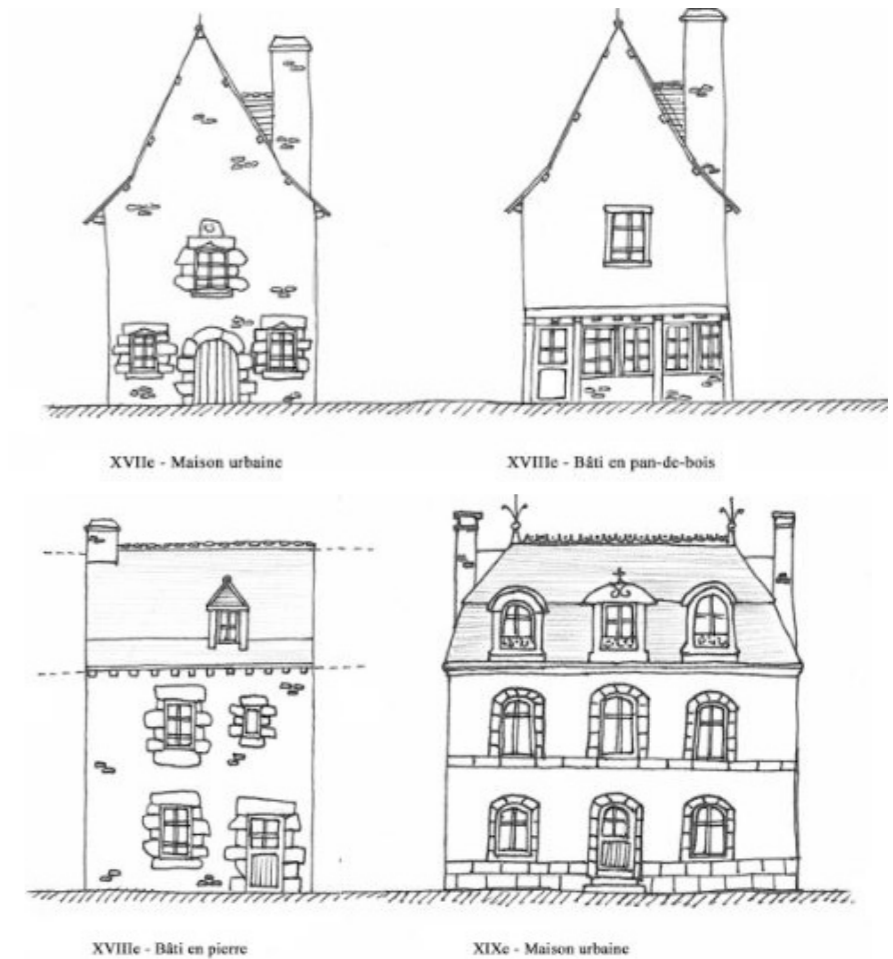 XVIIe - Maison urbaine
XVIIIe - Bâti en pan-de-bois
XVIIIe - Bâti en pierre
XIXe - Maison urbaine